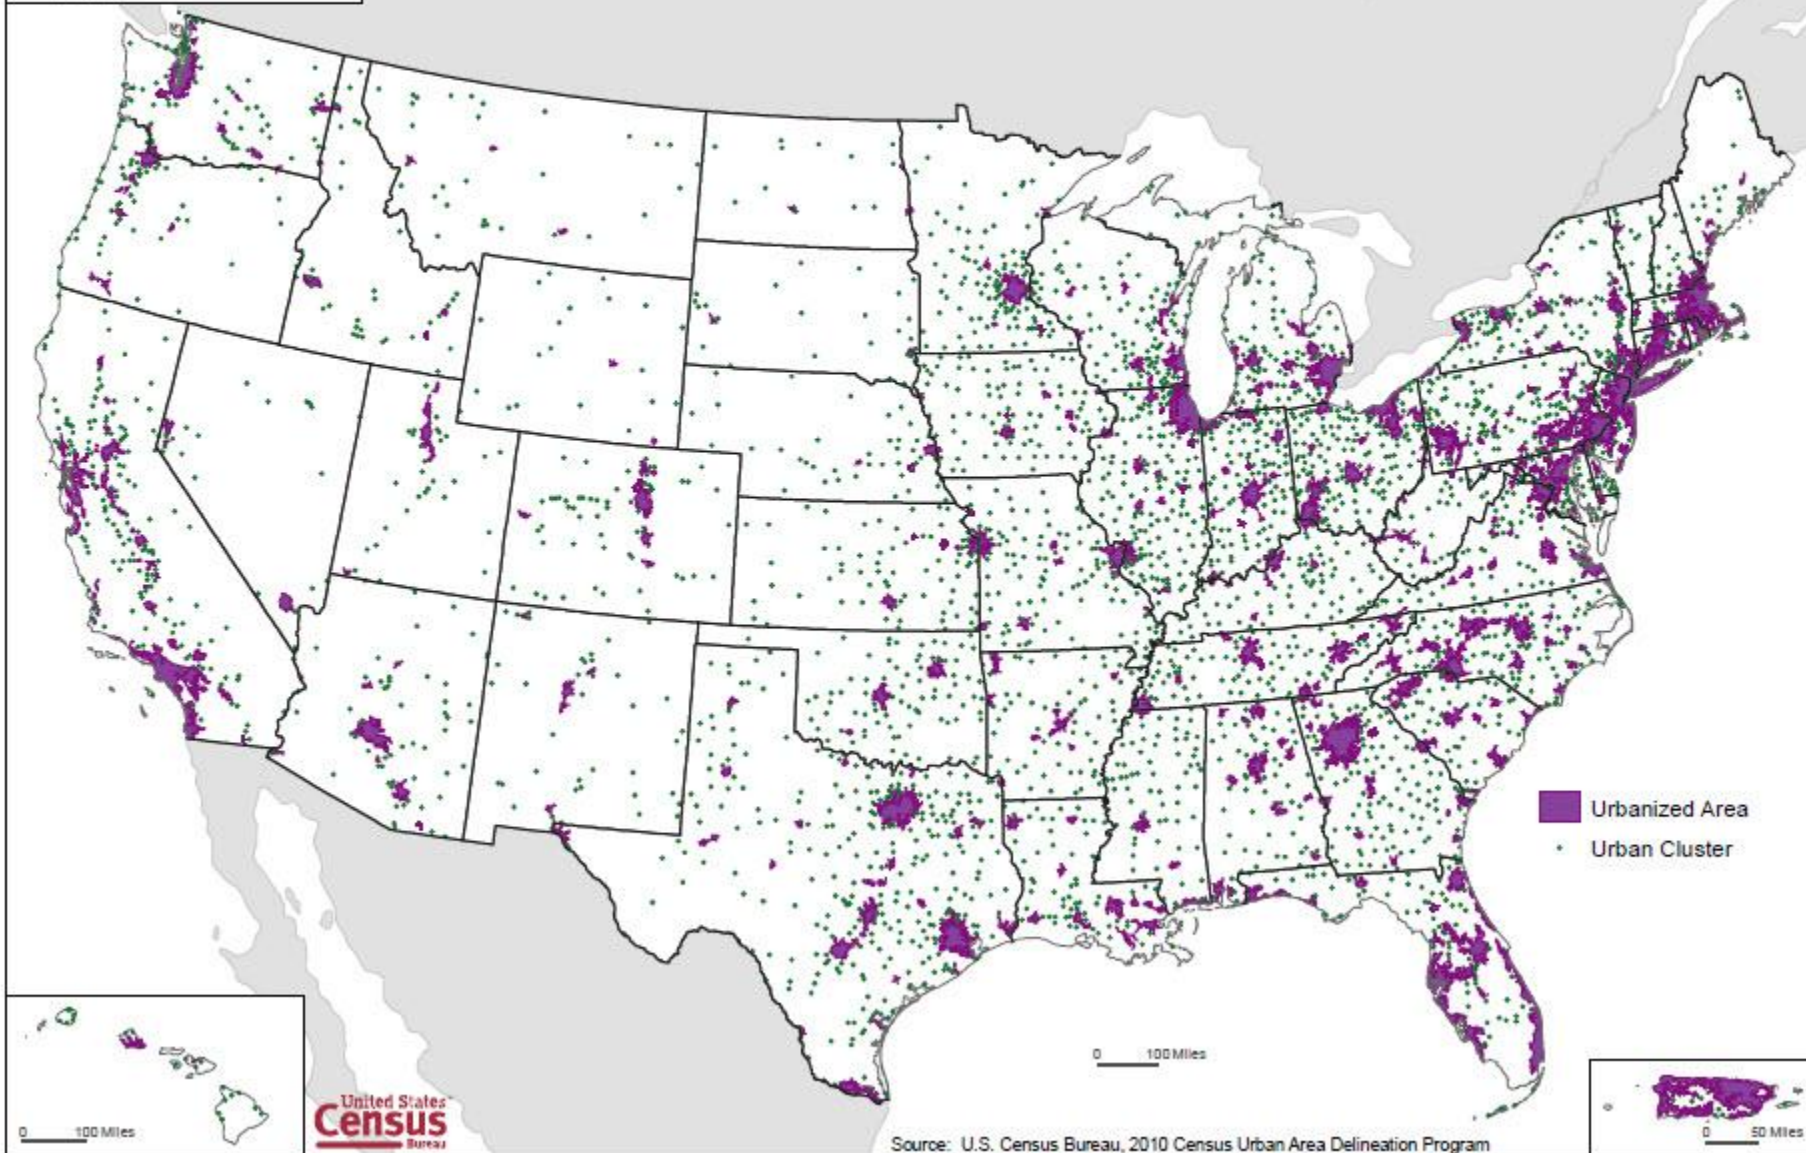 Urbanized Area
Urban Cluster
0 100 Miles
0 100 Miles
United States
Census
Bureau
Source: U.S. Census Bureau, 2010 Census Urban Area Delineation Program
0 50 Miles